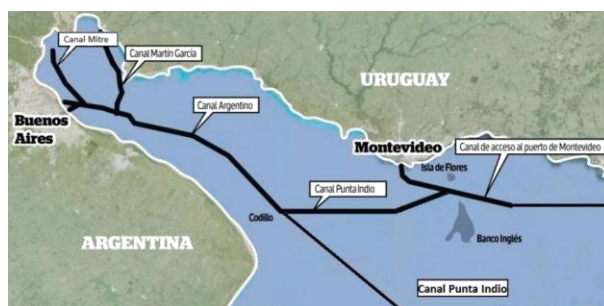 Canal Mitre
Canal Martín García
URUGUAY
Canal Argentino
Buenos
Aires
Montevideo
Canal de acceso al puerto de Montevideo
Isla de Flores
Canal Punta Indio
Codillo
Banco Inglés
ARGENTINA
Canal Punta Indio